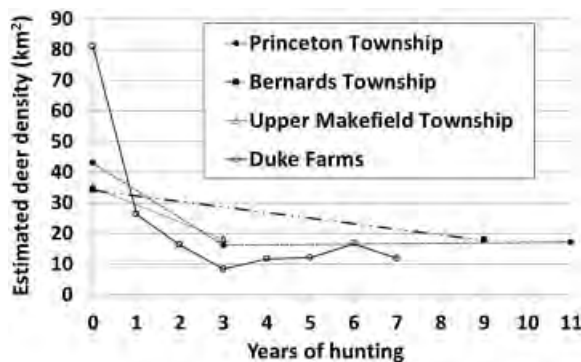 Estimated deer density (km²)
90
80
70
60
50
40
30
20
10
0
Princeton Township
Bernards Township
Upper Makefield Township
Duke Farms
0 1 2 3 4 5 6 7 8 9 10 11
Years of hunting